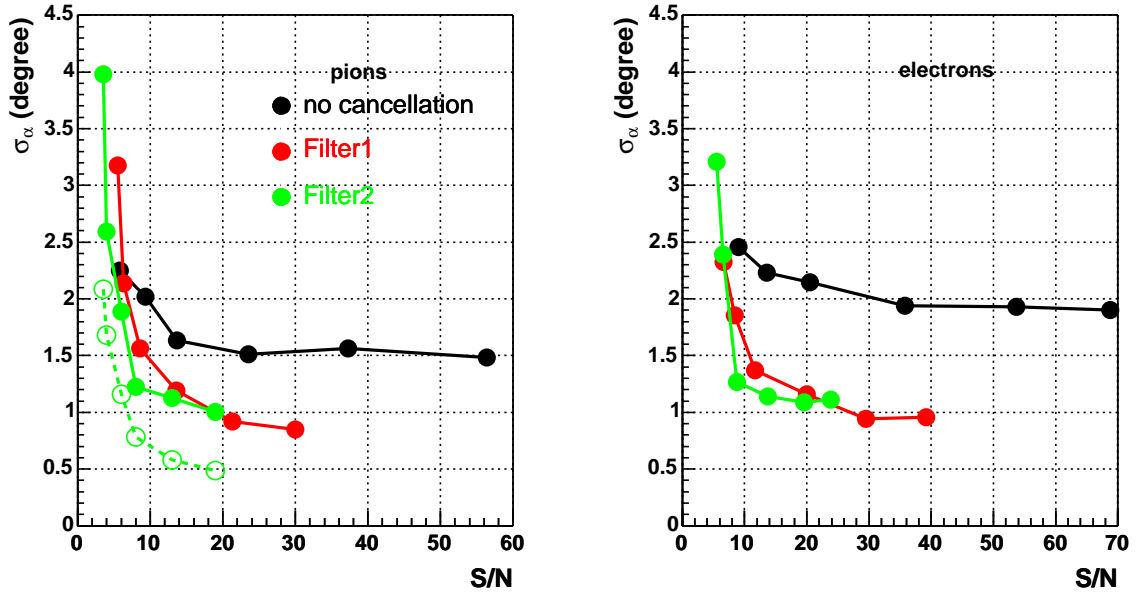 σα (degree)
4.5
4
3.5
3
2.5
2
1.5
1
0.5
0
pions
no cancellation
Filter1
Filter2
0 10 20 30 40 50 60
S/N
σα (degree)
4.5
4
3.5
3
2.5
2
1.5
1
0.5
0
electrons
0 10 20 30 40 50 60 70
S/N